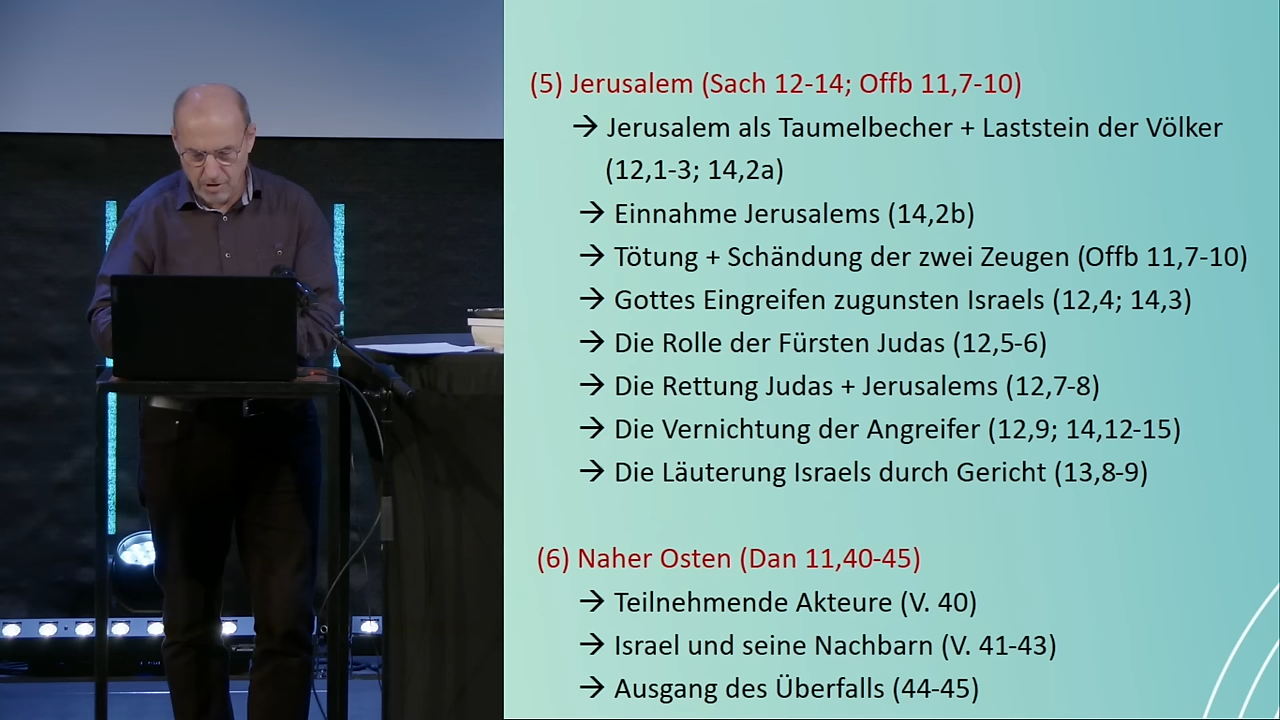 (5) Jerusalem (Sach 12-14; Offb 11,7-10)
→ Jerusalem als Taumelbecher + Laststein der Völker
(12,1-3; 14,2a)
→ Einnahme Jerusalems (14,2b)
→ Tötung + Schändung der zwei Zeugen (Offb 11,7-10)
→ Gottes Eingreifen zugunsten Israels (12,4; 14,3)
→ Die Rolle der Fürsten Judas (12,5-6)
→ Die Rettung Judas + Jerusalems (12,7-8)
→ Die Vernichtung der Angreifer (12,9; 14,12-15)
→ Die Läuterung Israels durch Gericht (13,8-9)
(6) Naher Osten (Dan 11,40-45)
→ Teilnehmende Akteure (V. 40)
→ Israel und seine Nachbarn (V. 41-43)
→ Ausgang des Überfalls (44-45)